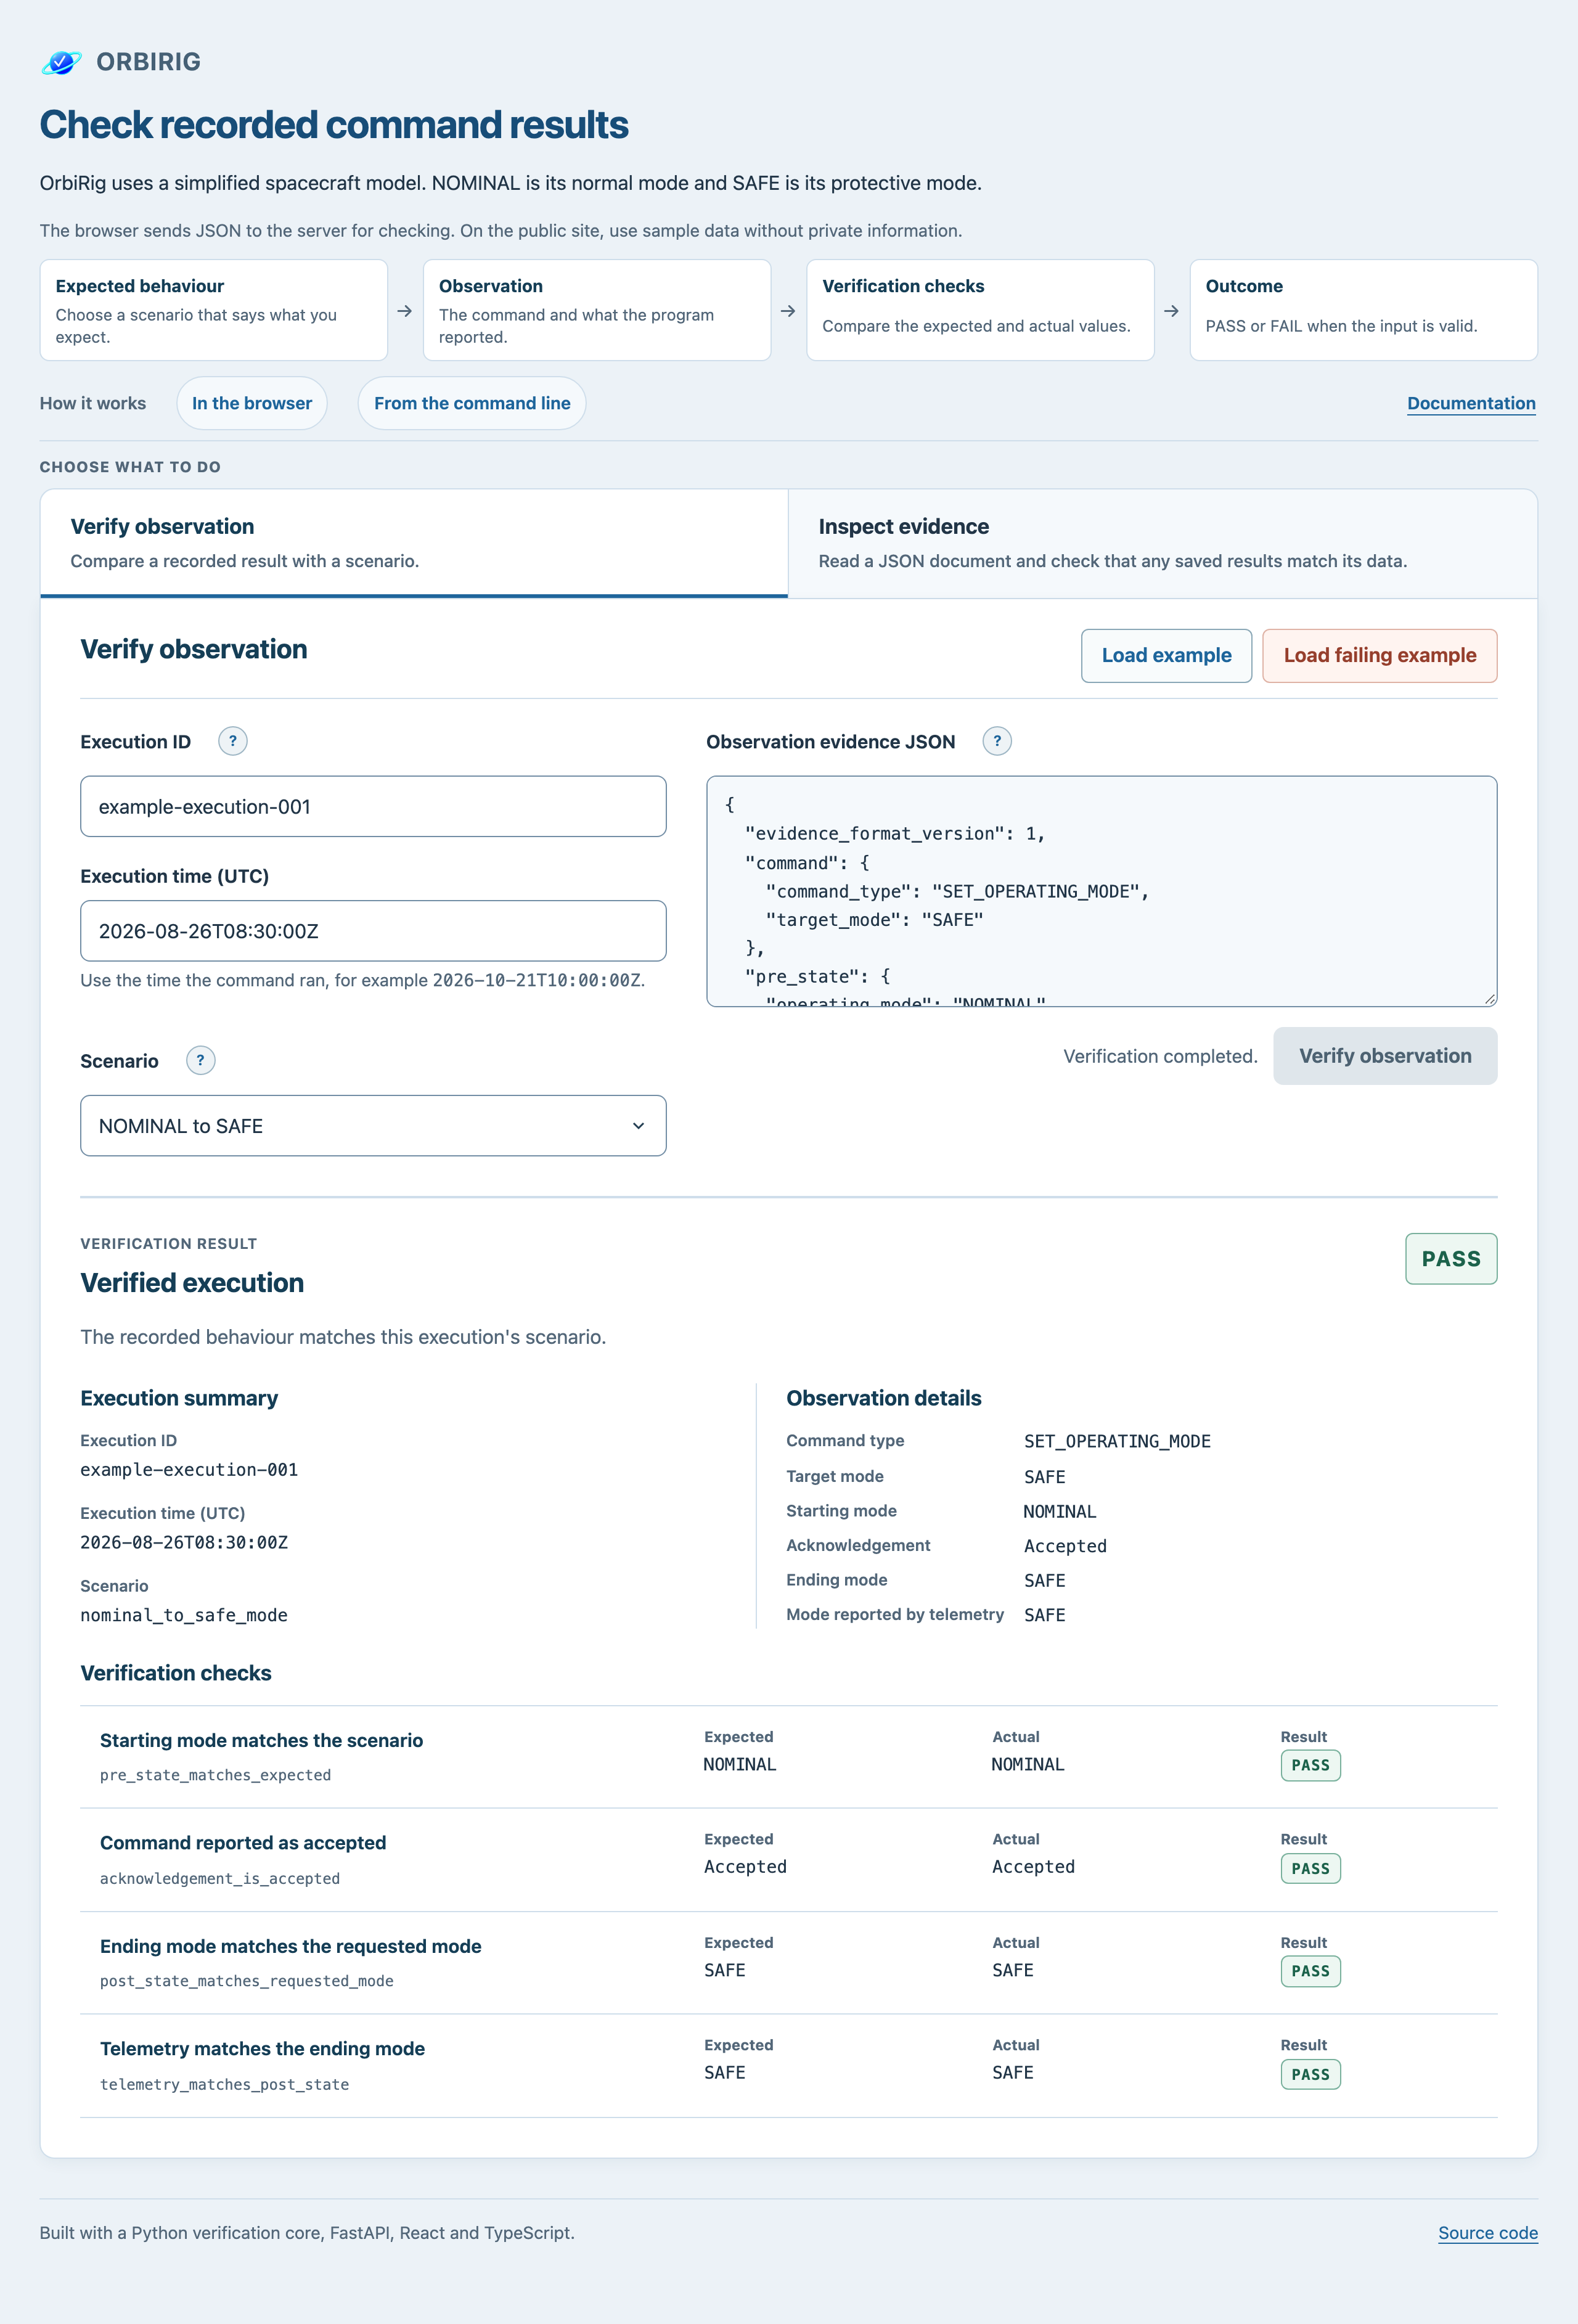 ORBIRIG
Check recorded command results
OrbiRig uses a simplified spacecraft model. NOMINAL is its normal mode and SAFE is its protective mode.
The browser sends JSON to the server for checking. On the public site, use sample data without private information.
Expected behaviour
Choose a scenario that says what you
expect.
→
Observation
The command and what the program
reported.
→
Verification checks
Compare the expected and actual values.
→
Outcome
PASS or FAIL when the input is valid.
How it works
In the browser
From the command line
Documentation
CHOOSE WHAT TO DO
Verify observation
Compare a recorded result with a scenario.
Inspect evidence
Read a JSON document and check that any saved results match its data.
Verify observation
Load example
Load failing example
Execution ID
?
example-execution-001
Execution time (UTC)
2026-08-26T08:30:00Z
Use the time the command ran, for example 2026-10-21T10:00:00Z.
Scenario
?
NOMINAL to SAFE
Observation evidence JSON
?
{
"evidence_format_version": 1,
"command": {
"command_type": "SET_OPERATING_MODE",
"target_mode": "SAFE"
},
"pre_state": {
"operating_mode": "NOMINAL"
Verification completed.
Verify observation
VERIFICATION RESULT
Verified execution
PASS
The recorded behaviour matches this execution's scenario.
Execution summary
Execution ID
example-execution-001
Execution time (UTC)
2026-08-26T08:30:00Z
Scenario
nominal_to_safe_mode
Observation details
Command type SET_OPERATING_MODE
Target mode SAFE
Starting mode NOMINAL
Acknowledgement Accepted
Ending mode SAFE
Mode reported by telemetry SAFE
Verification checks
Starting mode matches the scenario
pre_state_matches_expected
Expected
NOMINAL
Actual
NOMINAL
Result
PASS
Command reported as accepted
acknowledgement_is_accepted
Expected
Accepted
Actual
Accepted
Result
PASS
Ending mode matches the requested mode
post_state_matches_requested_mode
Expected
SAFE
Actual
SAFE
Result
PASS
Telemetry matches the ending mode
telemetry_matches_post_state
Expected
SAFE
Actual
SAFE
Result
PASS
Built with a Python verification core, FastAPI, React and TypeScript.
Source code